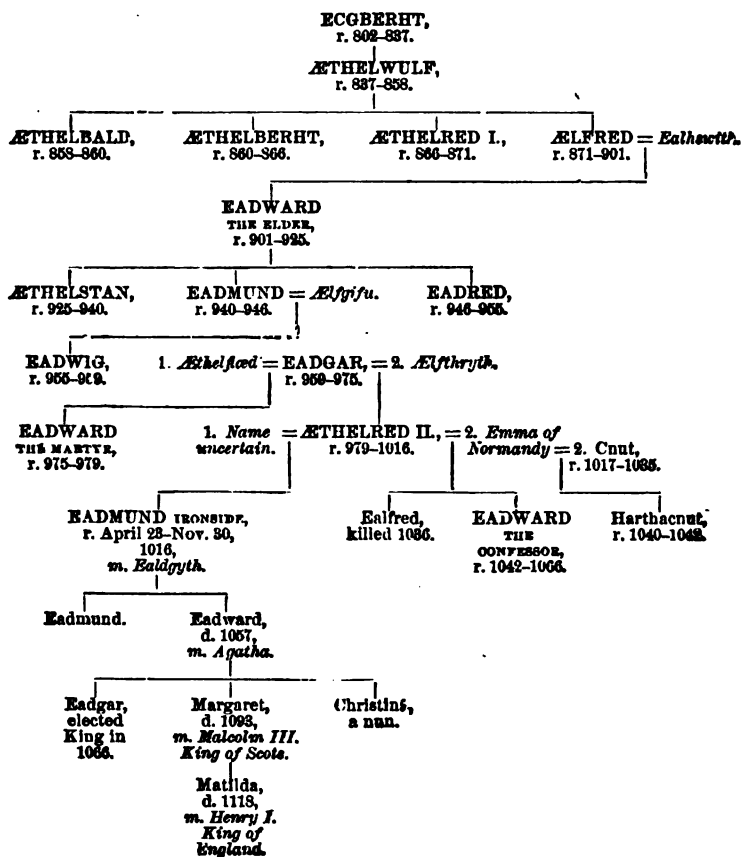 ECGBERHT,
r. 802–837.
ÆTHELWULF,
r. 837–858.
ÆTHELBALD,
r. 858–860.
ÆTHELBERHT,
r. 860–866.
ÆTHELRED I.,
r. 866–871.
ÆLFRED = Ealhswith.
r. 871–901.
EADWARD
THE ELDER,
r. 901–925.
ÆTHELSTAN,
r. 925–940.
EADMUND = Ælfgifu.
r. 940–946.
EADRED,
r. 946–955.
EADWIG,
r. 955–959.
1. Æthelflæd = EADGAR, = 2. Ælfthryth.
r. 959–975.
EADWARD
THE MARTYR,
r. 975–979.
1. Name = ÆTHELRED II., = 2. Emma of
uncertain. r. 979–1016. Normandy = 2. Cnut,
r. 1017–1035.
EADMUND IRONSIDE,
r. April 23–Nov. 30,
1016,
m. Ealdgyth.
Ealfred,
killed 1036.
EADWARD
THE
CONFESSOR,
r. 1042–1066.
Harthacnut,
r. 1040–1042.
Eadmund.
Eadward,
d. 1057,
m. Agatha.
Eadgar,
elected
King in
1066.
Margaret,
d. 1093,
m. Malcolm III.
King of Scots.
Christina,
a nun.
Matilda,
d. 1118,
m. Henry I.
King of
England.